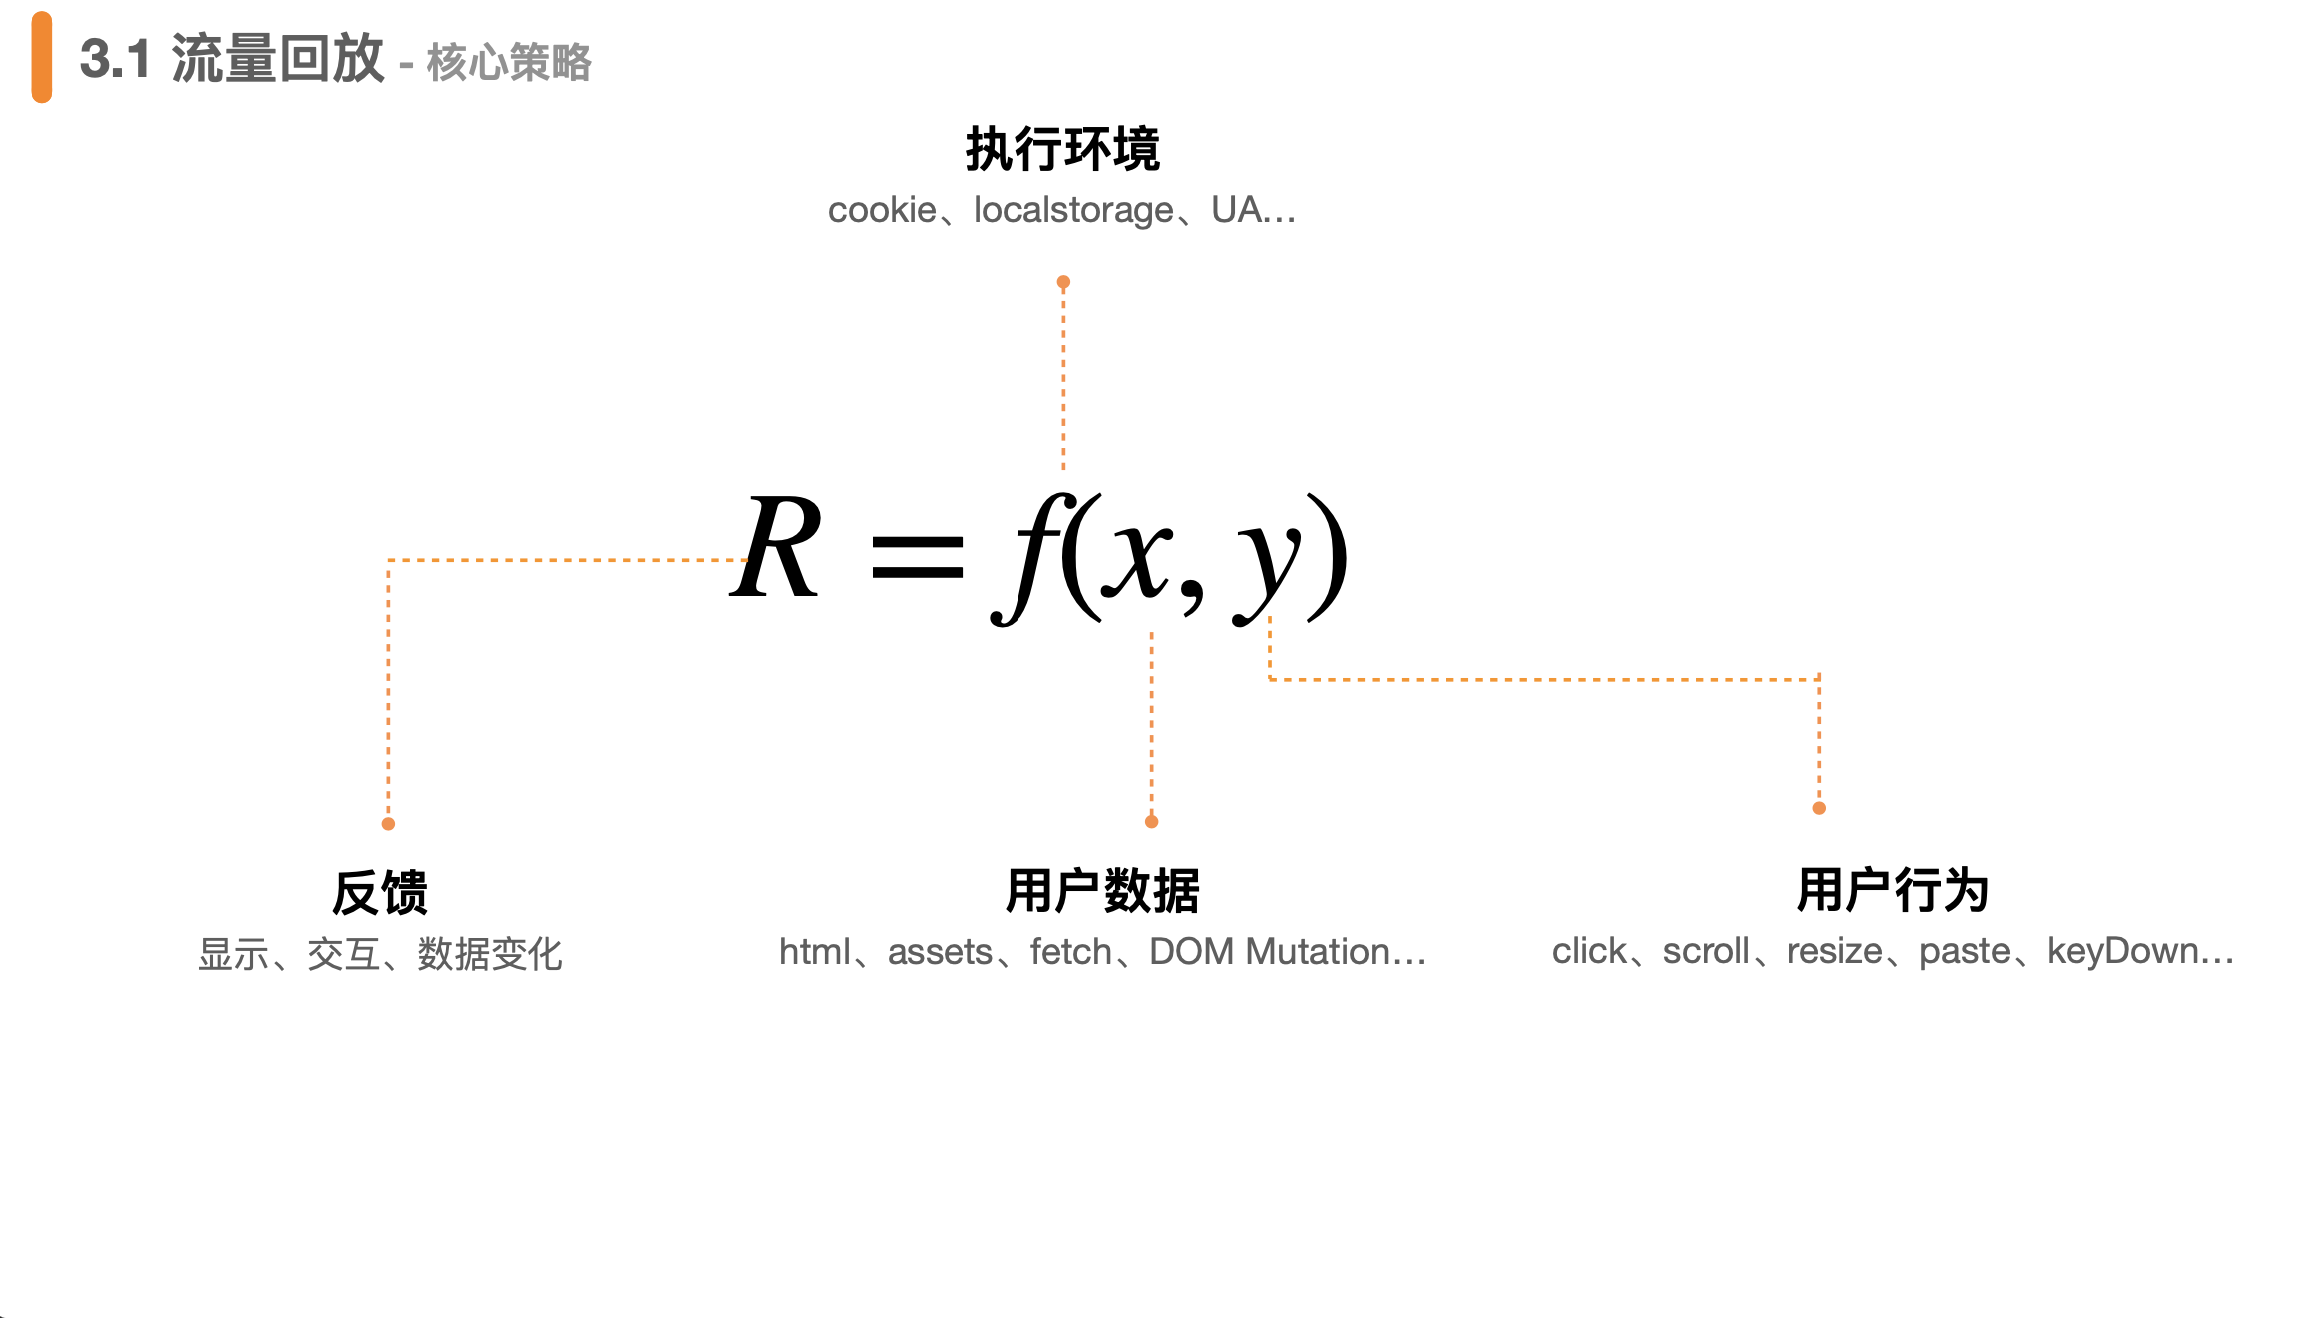 3.1 流量回放 - 核心策略
执行环境
cookie、localstorage、UA...
R = f(x, y)
反馈
显示、交互、数据变化
用户数据
html、assets、fetch、DOM Mutation...
用户行为
click、scroll、resize、paste、keyDown...